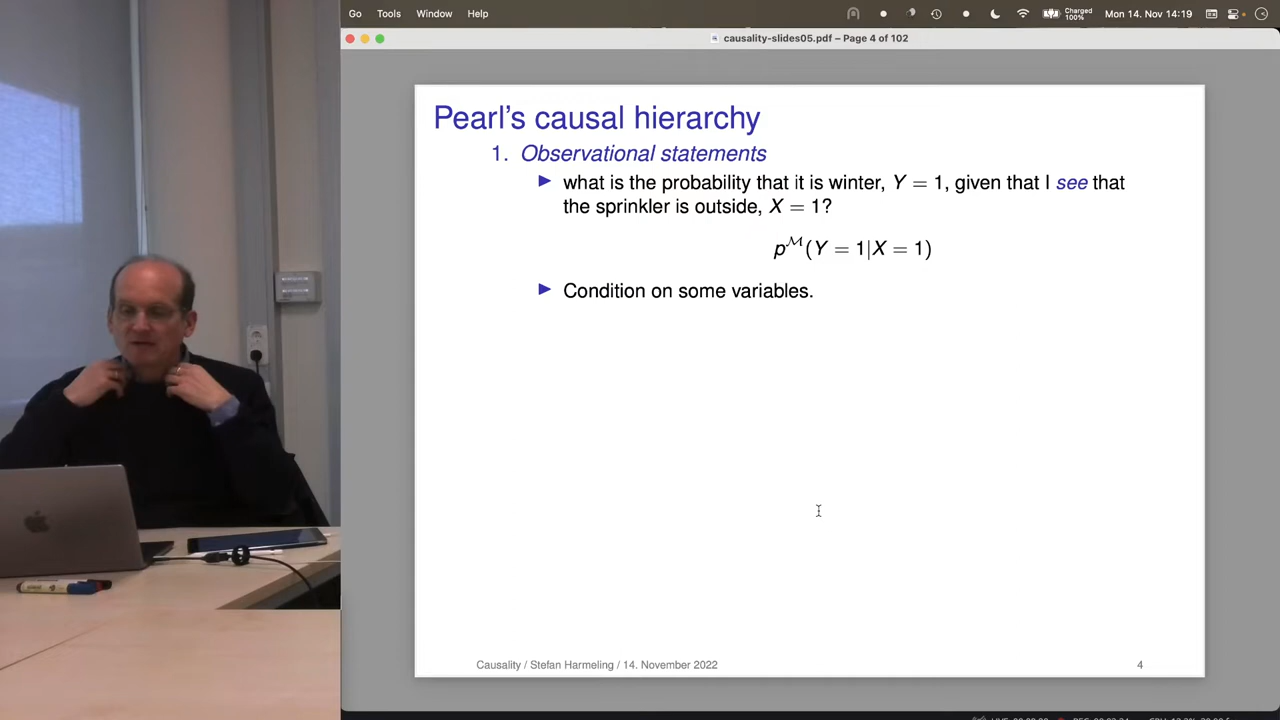 Go Tools Window Help
Charged
100%
Mon 14. Nov 14:19
causality-slides05.pdf – Page 4 of 102
Pearl's causal hierarchy
1. Observational statements
▶ what is the probability that it is winter, Y = 1, given that I see that
the sprinkler is outside, X = 1?
p^ℳ(Y = 1|X = 1)
▶ Condition on some variables.
Causality / Stefan Harmeling / 14. November 2022
4